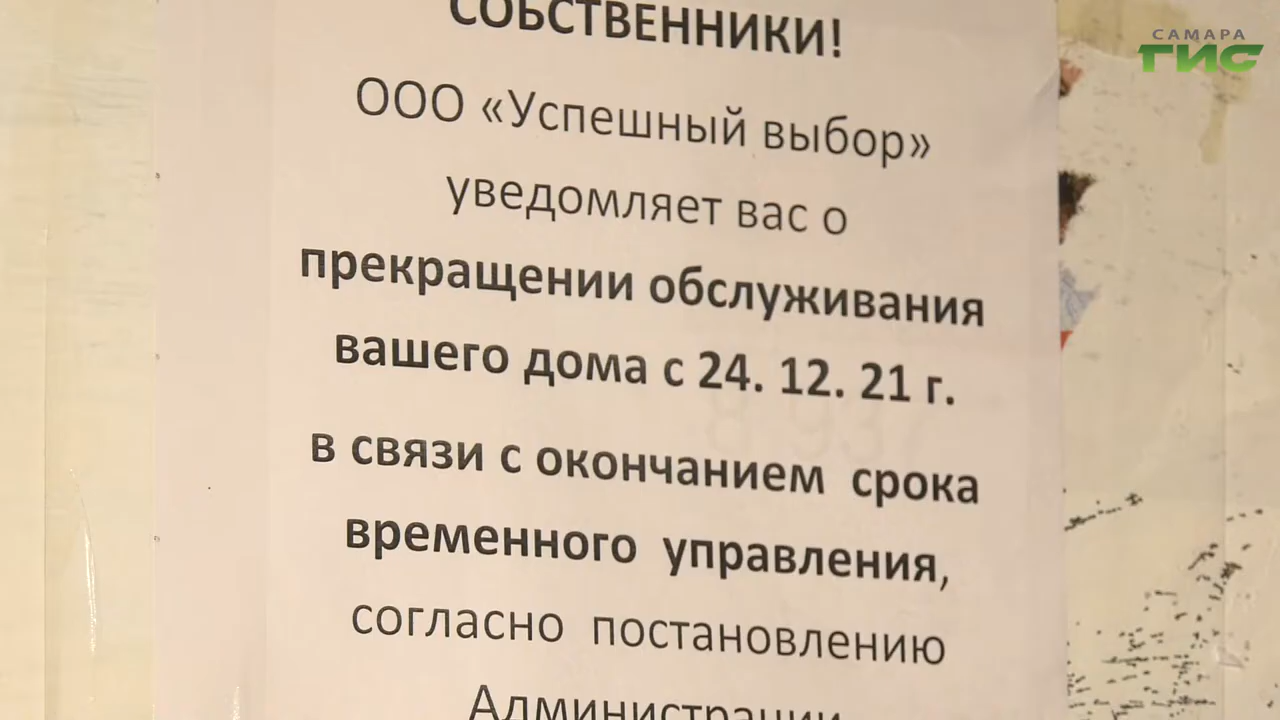 СОБСТВЕННИКИ!
ООО «Успешный выбор»
уведомляет вас о
прекращении обслуживания
вашего дома с 24. 12. 21 г.
в связи с окончанием срока
временного управления,
согласно постановлению
Администрации
САМАРА
ГИС